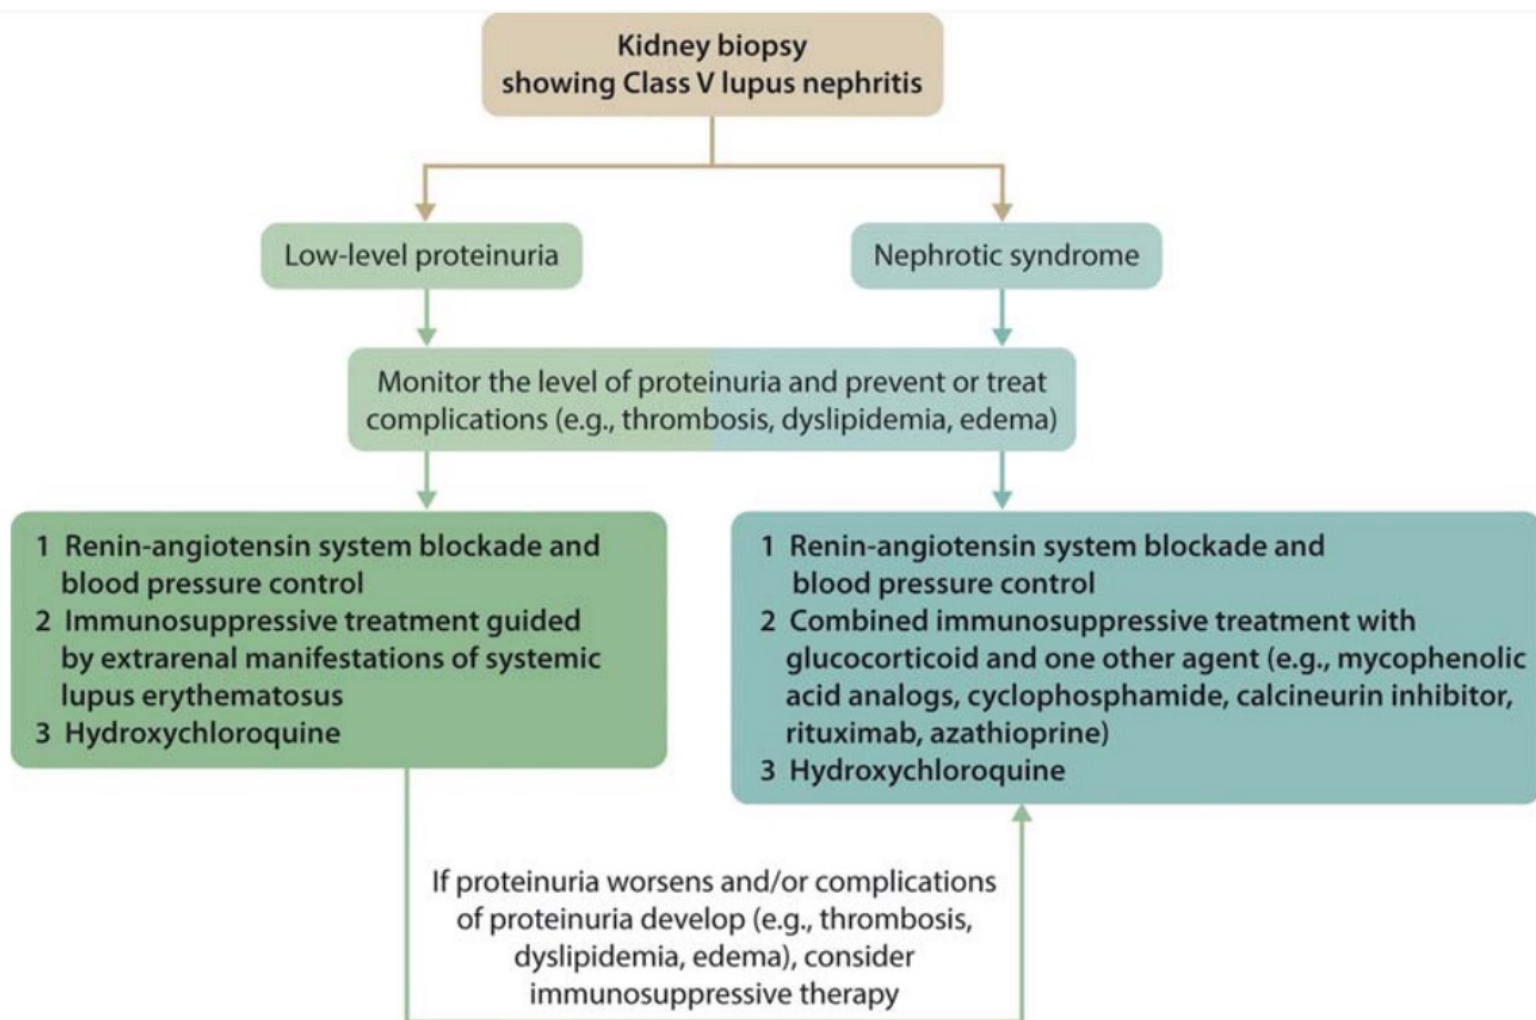 Kidney biopsy
showing Class V lupus nephritis
Low-level proteinuria
Nephrotic syndrome
Monitor the level of proteinuria and prevent or treat
complications (e.g., thrombosis, dyslipidemia, edema)
1 Renin-angiotensin system blockade and
blood pressure control
2 Immunosuppressive treatment guided
by extrarenal manifestations of systemic
lupus erythematosus
3 Hydroxychloroquine
1 Renin-angiotensin system blockade and
blood pressure control
2 Combined immunosuppressive treatment with
glucocorticoid and one other agent (e.g., mycophenolic
acid analogs, cyclophosphamide, calcineurin inhibitor,
rituximab, azathioprine)
3 Hydroxychloroquine
If proteinuria worsens and/or complications
of proteinuria develop (e.g., thrombosis,
dyslipidemia, edema), consider
immunosuppressive therapy